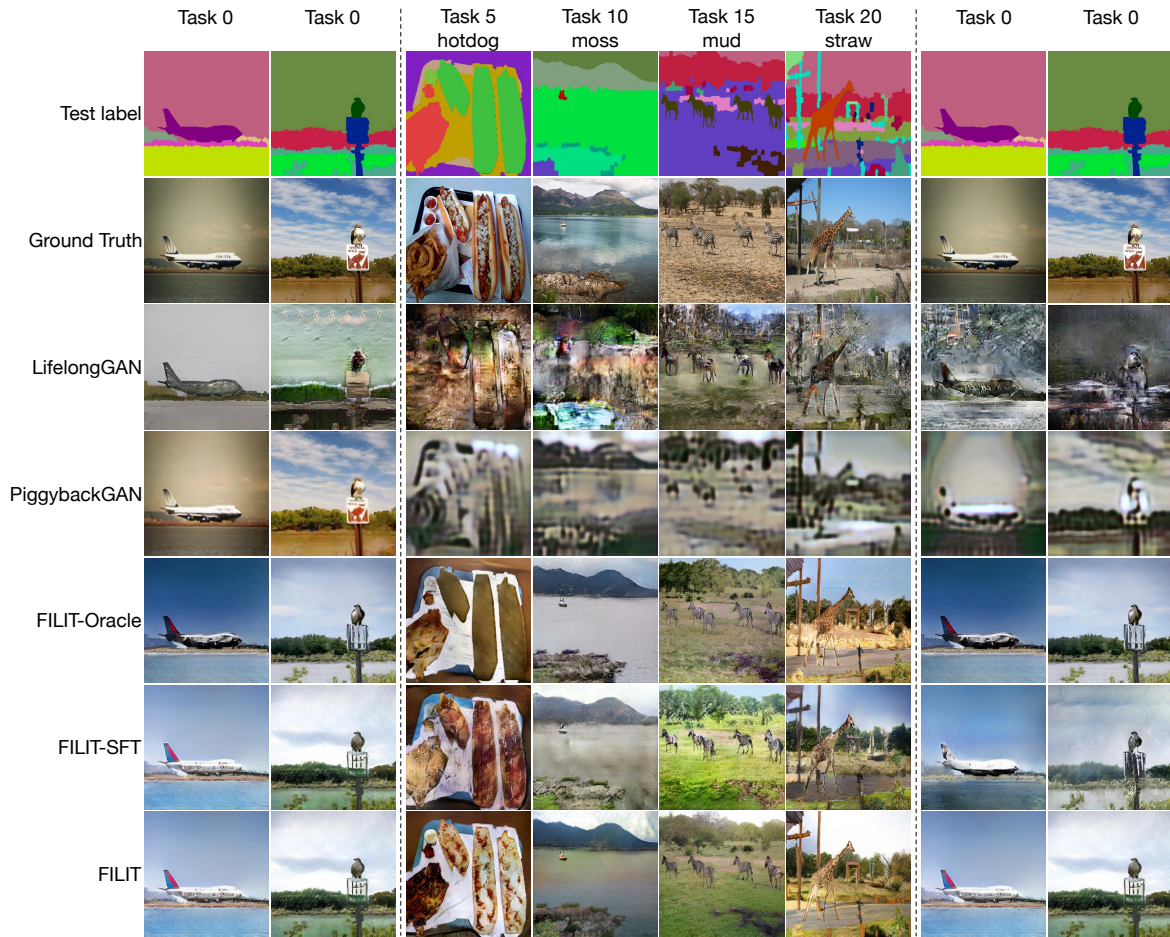 Task 0
Task 0
Task 5
hotdog
Task 10
moss
Task 15
mud
Task 20
straw
Task 0
Task 0
Test label
Ground Truth
LifelongGAN
PiggybackGAN
FILIT-Oracle
FILIT-SFT
FILIT